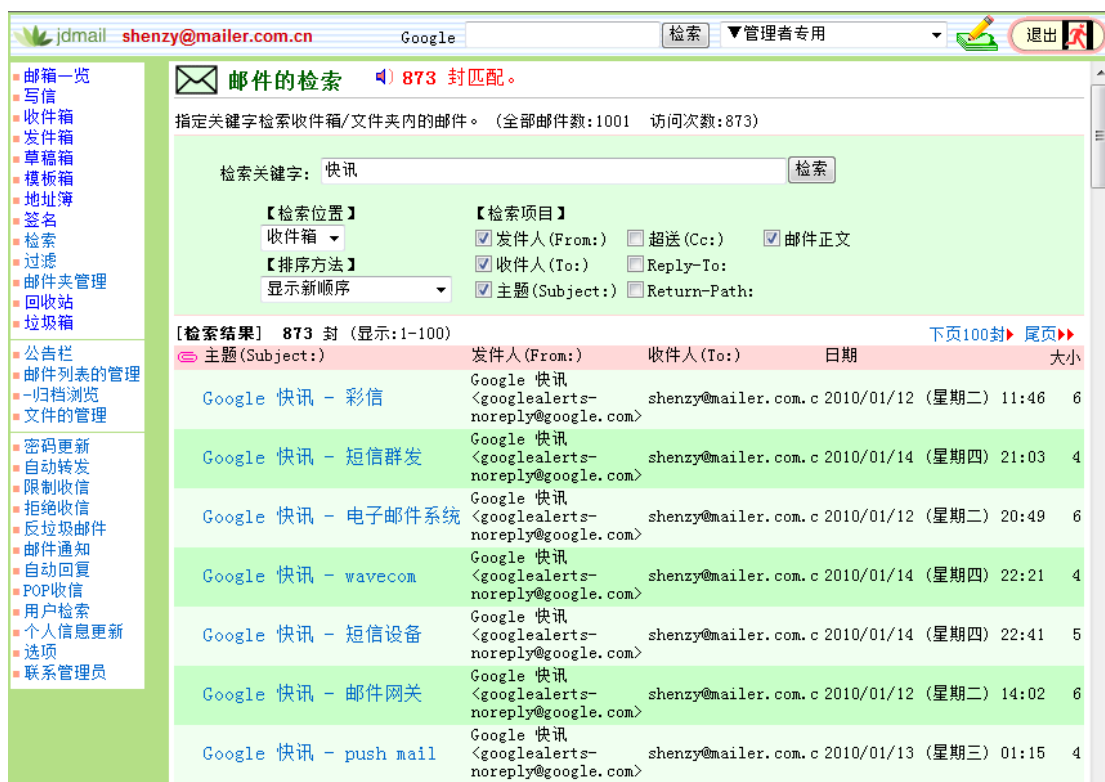 jdmail shenzy@mailer.com.cn Google 检索 ▼管理者专用 退出
邮箱一览
写信
收件箱
发件箱
草稿箱
模板箱
地址簿
签名
检索
过滤
邮件夹管理
回收站
垃圾箱
公告栏
邮件列表的管理
-归档浏览
文件的管理
密码更新
自动转发
限制收信
拒绝收信
反垃圾邮件
邮件通知
自动回复
POP收信
用户检索
个人信息更新
选项
联系管理员
邮件的检索 873 封匹配。
指定关键字检索收件箱/文件夹内的邮件。 (全部邮件数:1001 访问次数:873)
检索关键字: 快讯 检索
【检索位置】 【检索项目】
收件箱 发件人(From:) 超送(Cc:) 邮件正文
【排序方法】 收件人(To:) Reply-To:
显示新顺序 主题(Subject:) Return-Path:
[检索结果] 873 封 (显示:1-100) 下页100封 尾页
主题(Subject:) 发件人(From:) 收件人(To:) 日期 大小
Google 快讯
Google 快讯 - 彩信 <googlealerts- shenzy@mailer.com.c 2010/01/12 (星期二) 11:46 6
noreply@google.com>
Google 快讯
Google 快讯 - 短信群发 <googlealerts- shenzy@mailer.com.c 2010/01/14 (星期四) 21:03 4
noreply@google.com>
Google 快讯
Google 快讯 - 电子邮件系统 <googlealerts- shenzy@mailer.com.c 2010/01/12 (星期二) 20:49 6
noreply@google.com>
Google 快讯
Google 快讯 - wavecom <googlealerts- shenzy@mailer.com.c 2010/01/14 (星期四) 22:21 4
noreply@google.com>
Google 快讯
Google 快讯 - 短信设备 <googlealerts- shenzy@mailer.com.c 2010/01/14 (星期四) 22:41 5
noreply@google.com>
Google 快讯
Google 快讯 - 邮件网关 <googlealerts- shenzy@mailer.com.c 2010/01/12 (星期二) 14:02 6
noreply@google.com>
Google 快讯
Google 快讯 - push mail <googlealerts- shenzy@mailer.com.c 2010/01/13 (星期三) 01:15 4
noreply@google.com>